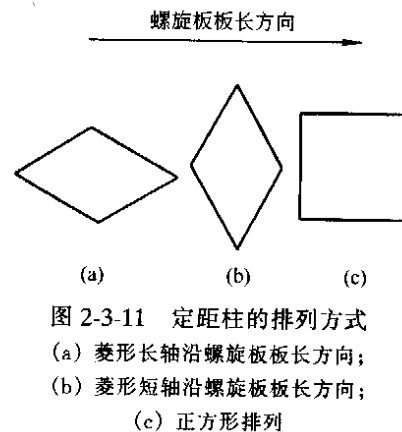 螺旋板板长方向
(a)
(b)
(c)
图 2-3-11 定距柱的排列方式
(a) 菱形长轴沿螺旋板板长方向;
(b) 菱形短轴沿螺旋板板长方向;
(c) 正方形排列